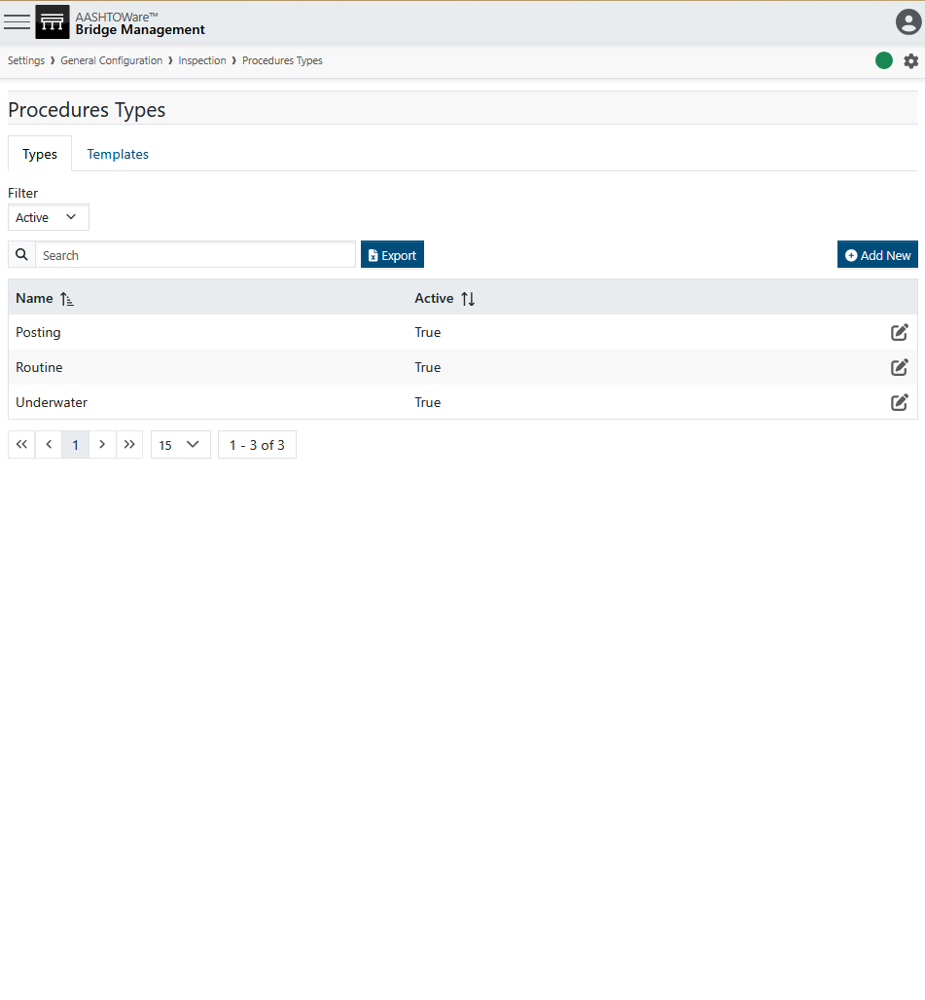 AASHTOWare™
Bridge Management
Settings ❯ General Configuration ❯ Inspection ❯ Procedures Types
Procedures Types
Types Templates
Filter
Active
Search Export Add New
Name Active
Posting True
Routine True
Underwater True
1 15 1 - 3 of 3